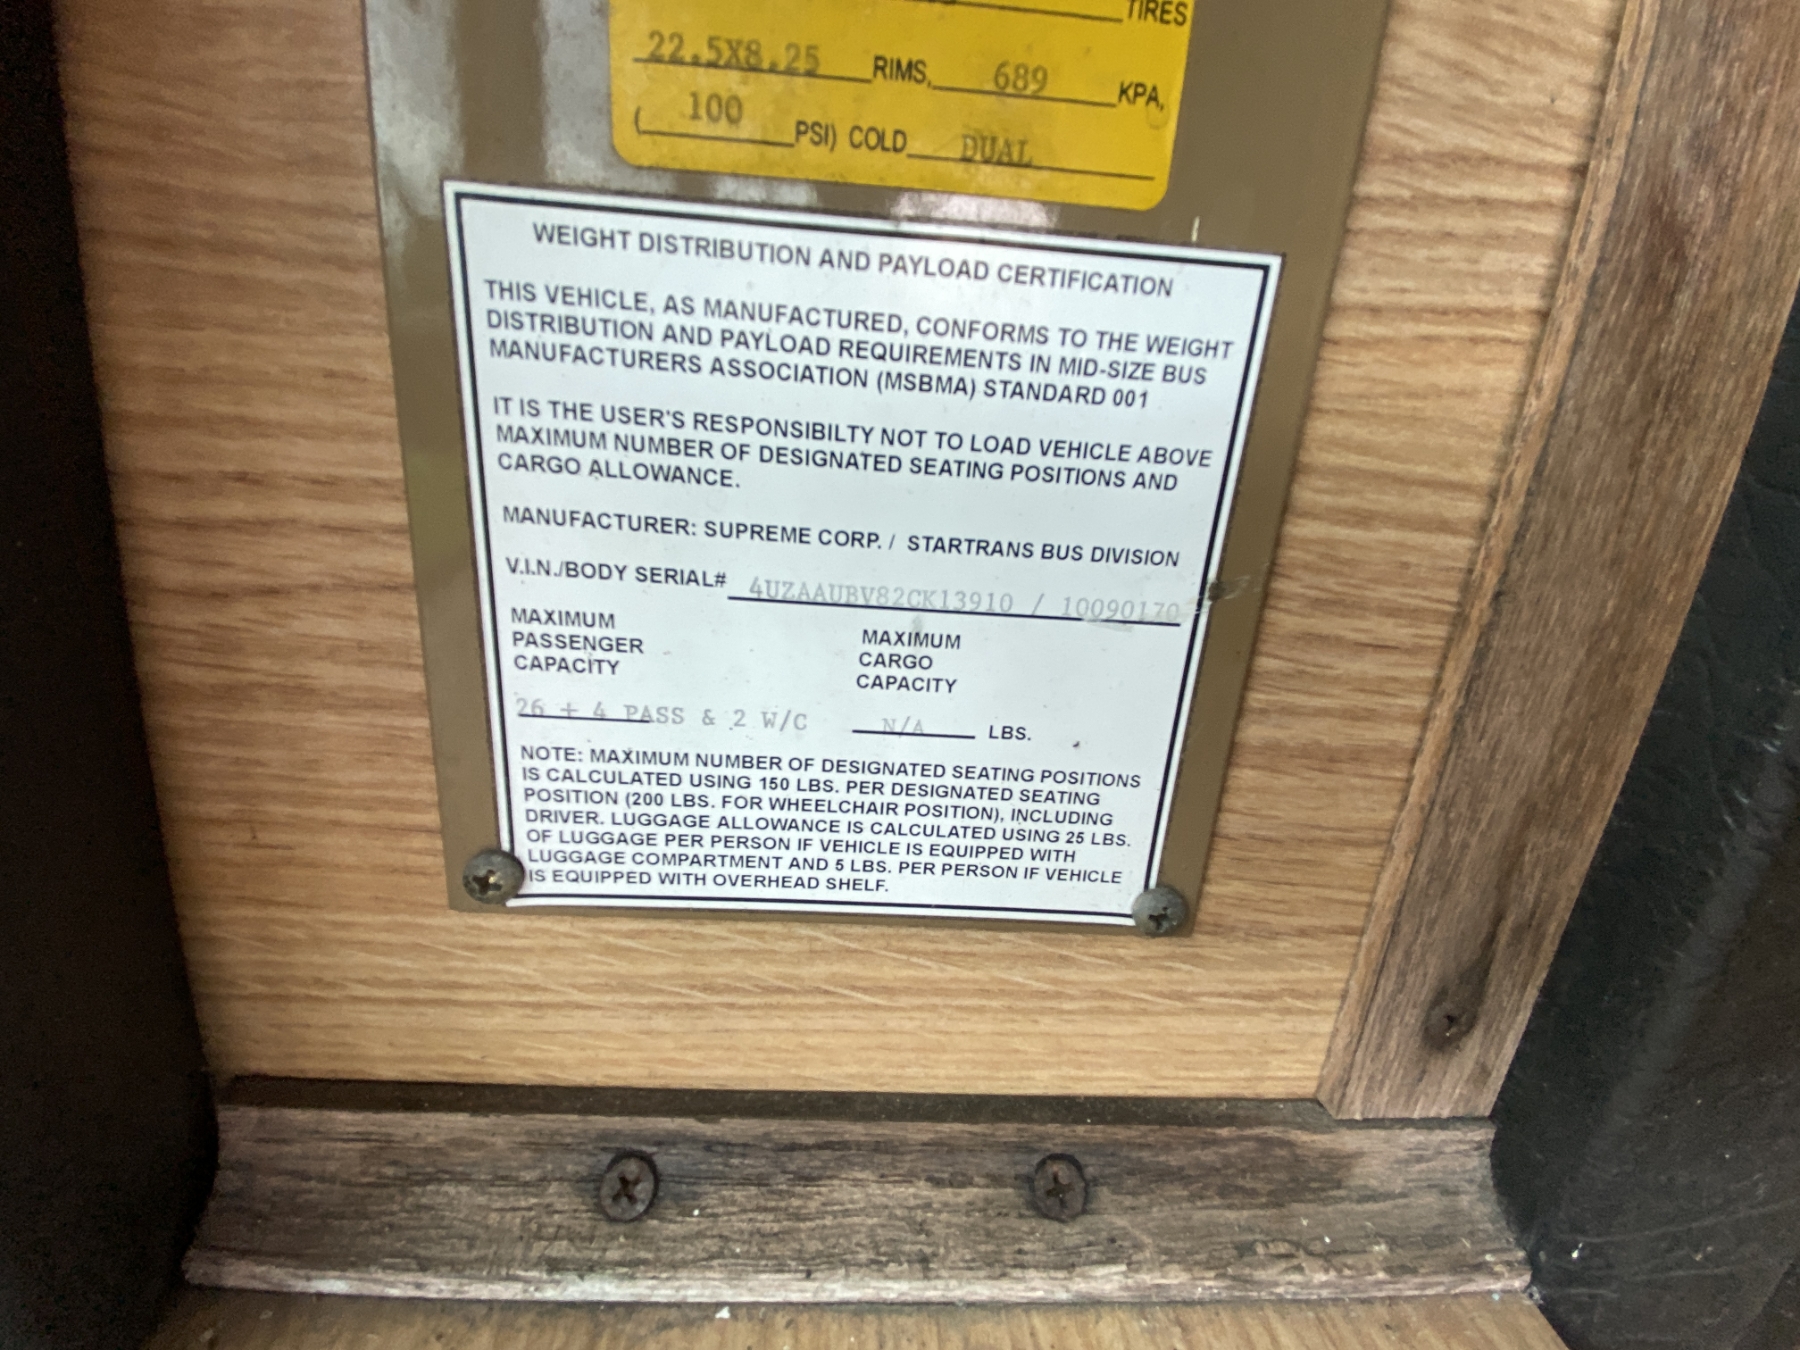 TIRES
22.5X8.25 RIMS, 689 KPA,
( 100 PSI) COLD DUAL
WEIGHT DISTRIBUTION AND PAYLOAD CERTIFICATION
THIS VEHICLE, AS MANUFACTURED, CONFORMS TO THE WEIGHT
DISTRIBUTION AND PAYLOAD REQUIREMENTS IN MID-SIZE BUS
MANUFACTURERS ASSOCIATION (MSBMA) STANDARD 001
IT IS THE USER'S RESPONSIBILTY NOT TO LOAD VEHICLE ABOVE
MAXIMUM NUMBER OF DESIGNATED SEATING POSITIONS AND
CARGO ALLOWANCE.
MANUFACTURER: SUPREME CORP. / STARTRANS BUS DIVISION
V.I.N./BODY SERIAL# 4UZAAUBV82CK13910 / 10090170
MAXIMUM
PASSENGER
CAPACITY
26 + 4 PASS & 2 W/C
MAXIMUM
CARGO
CAPACITY
N/A LBS.
NOTE: MAXIMUM NUMBER OF DESIGNATED SEATING POSITIONS
IS CALCULATED USING 150 LBS. PER DESIGNATED SEATING
POSITION (200 LBS. FOR WHEELCHAIR POSITION), INCLUDING
DRIVER. LUGGAGE ALLOWANCE IS CALCULATED USING 25 LBS.
OF LUGGAGE PER PERSON IF VEHICLE IS EQUIPPED WITH
LUGGAGE COMPARTMENT AND 5 LBS. PER PERSON IF VEHICLE
IS EQUIPPED WITH OVERHEAD SHELF.